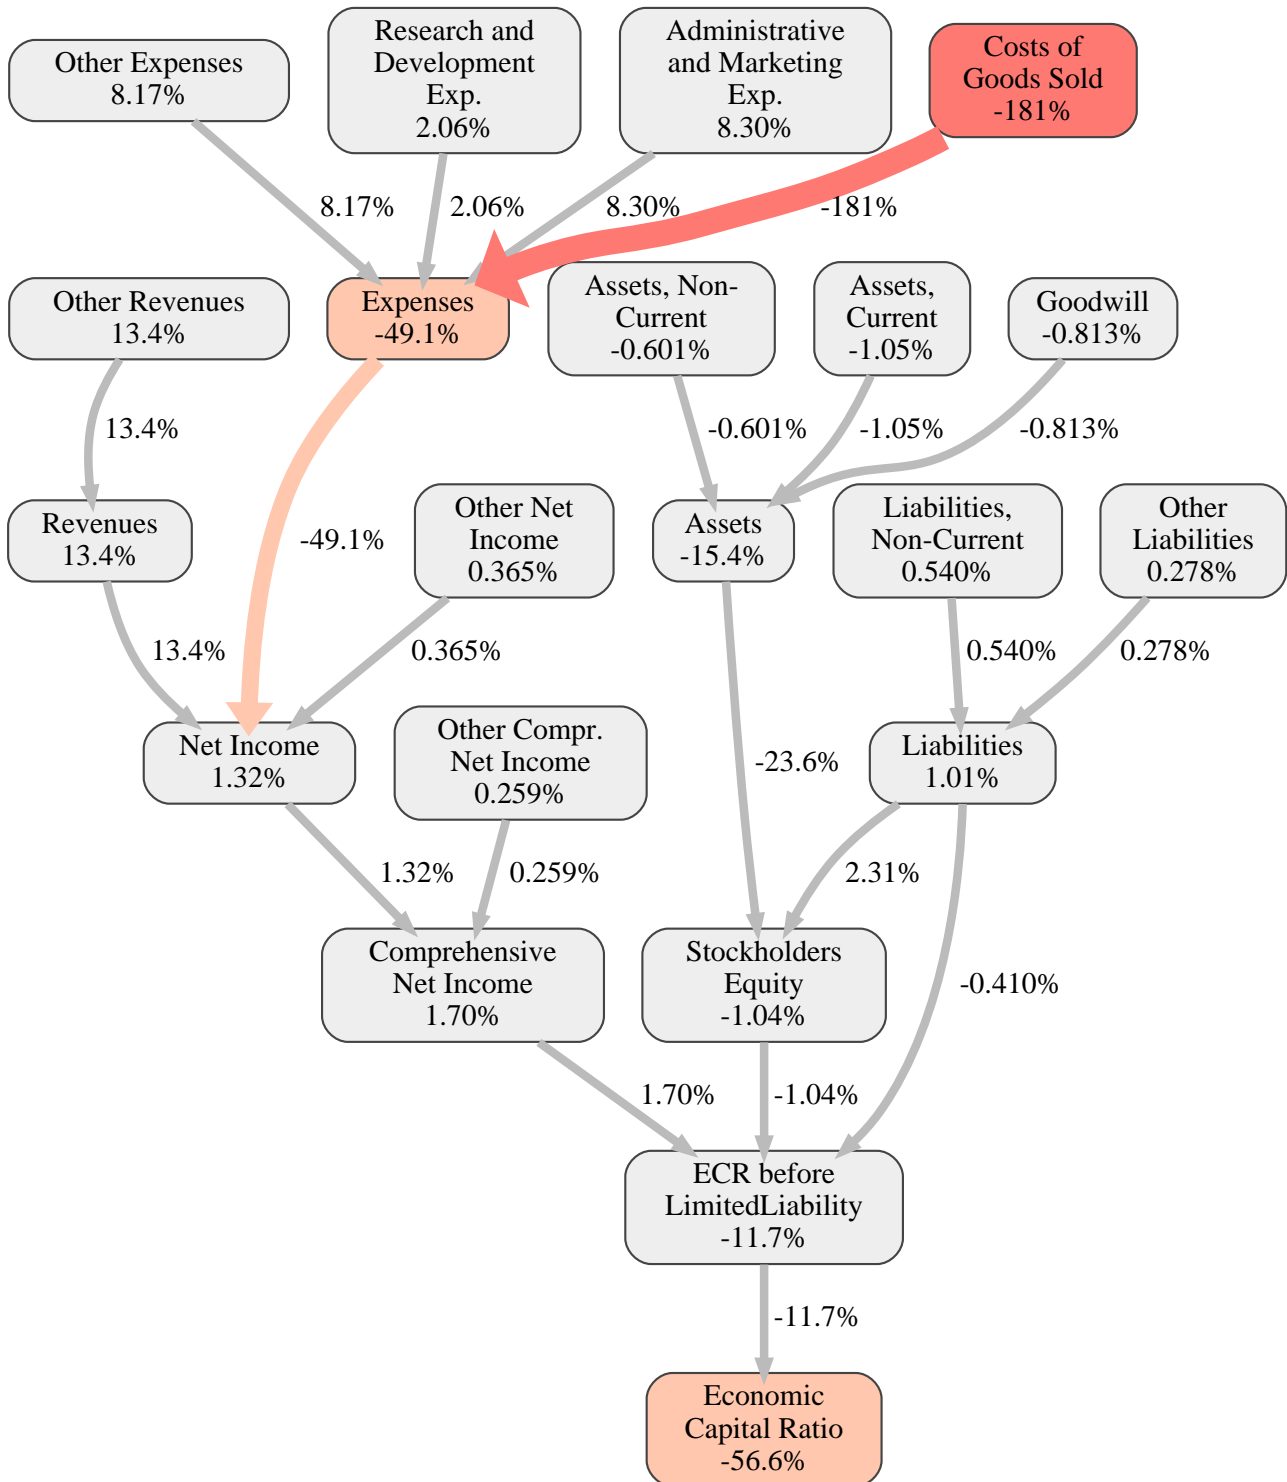 Other Expenses
8.17%
Research and
Development
Exp.
2.06%
Administrative
and Marketing
Exp.
8.30%
Costs of
Goods Sold
-181%
8.17%
2.06%
8.30%
-181%
Other Revenues
13.4%
Expenses
-49.1%
Assets, Non-
Current
-0.601%
Assets,
Current
-1.05%
Goodwill
-0.813%
13.4%
-0.601%
-1.05%
-0.813%
Revenues
13.4%
-49.1%
Other Net
Income
0.365%
Assets
-15.4%
Liabilities,
Non-Current
0.540%
Other
Liabilities
0.278%
13.4%
0.365%
0.540%
0.278%
Net Income
1.32%
Other Compr.
Net Income
0.259%
-23.6%
Liabilities
1.01%
1.32%
0.259%
2.31%
Comprehensive
Net Income
1.70%
Stockholders
Equity
-1.04%
-0.410%
1.70%
-1.04%
ECR before
LimitedLiability
-11.7%
-11.7%
Economic
Capital Ratio
-56.6%